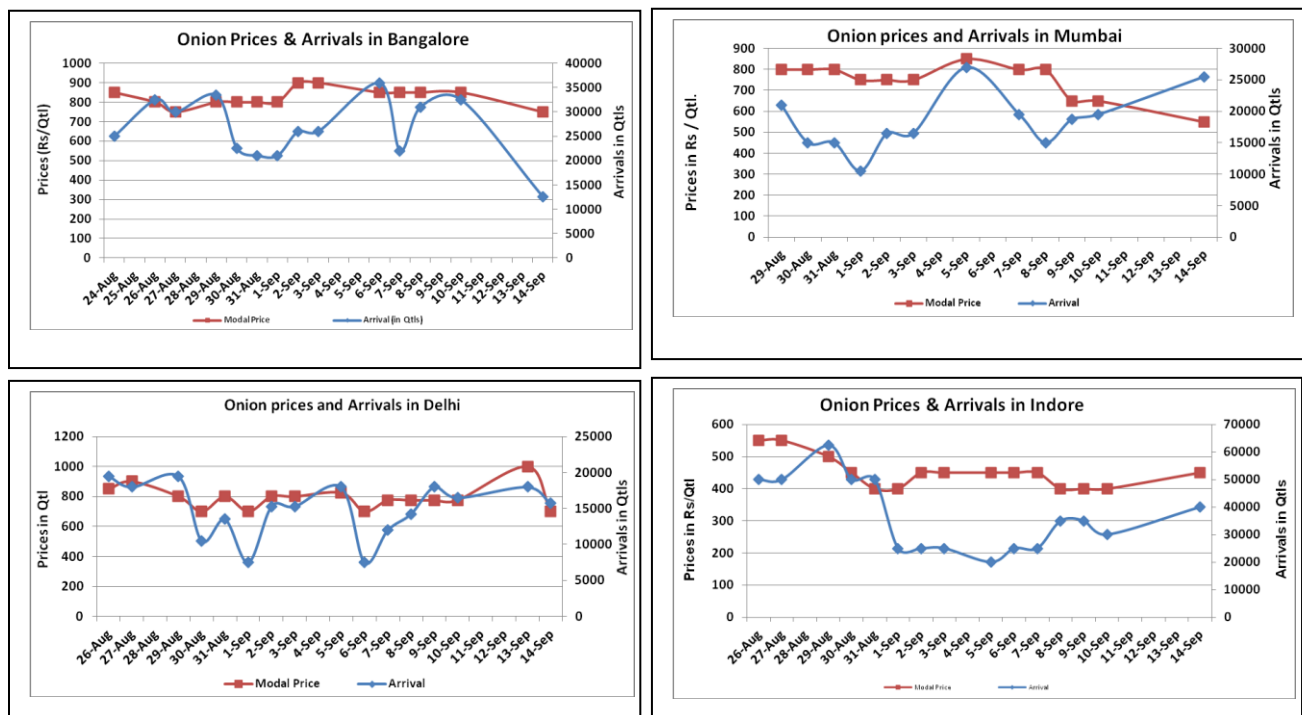 Onion Prices & Arrivals in Bangalore
Prices (Rs/Qtl)
1000
900
800
700
600
500
400
300
200
100
0
40000
35000
30000
25000
20000
15000
10000
5000
0
Arrivals in Qtls
24-Aug
25-Aug
26-Aug
27-Aug
28-Aug
29-Aug
30-Aug
31-Aug
1-Sep
2-Sep
3-Sep
4-Sep
5-Sep
6-Sep
7-Sep
8-Sep
9-Sep
10-Sep
11-Sep
12-Sep
13-Sep
14-Sep
Modal Price Arrival (in Qtls)
Onion prices and Arrivals in Mumbai
Prices in Rs / Qtl.
900
800
700
600
500
400
300
200
100
0
30000
25000
20000
15000
10000
5000
0
Arrivals in Qtls
29-Aug
30-Aug
31-Aug
1-Sep
2-Sep
3-Sep
4-Sep
5-Sep
6-Sep
7-Sep
8-Sep
9-Sep
10-Sep
11-Sep
12-Sep
13-Sep
14-Sep
Modal Price Arrival
Onion prices and Arrivals in Delhi
Prices in Qtl
1200
1000
800
600
400
200
0
25000
20000
15000
10000
5000
0
Arrivals in Qtls
26-Aug
27-Aug
28-Aug
29-Aug
30-Aug
31-Aug
1-Sep
2-Sep
3-Sep
4-Sep
5-Sep
6-Sep
7-Sep
8-Sep
9-Sep
10-Sep
11-Sep
12-Sep
13-Sep
14-Sep
Modal Price Arrival
Onion Prices & Arrivals in Indore
Prices in Rs/Qtl
600
500
400
300
200
100
0
70000
60000
50000
40000
30000
20000
10000
0
Arrivals in Qtls
26-Aug
27-Aug
28-Aug
29-Aug
30-Aug
31-Aug
1-Sep
2-Sep
3-Sep
4-Sep
5-Sep
6-Sep
7-Sep
8-Sep
9-Sep
10-Sep
11-Sep
12-Sep
13-Sep
14-Sep
Modal Price Arrival